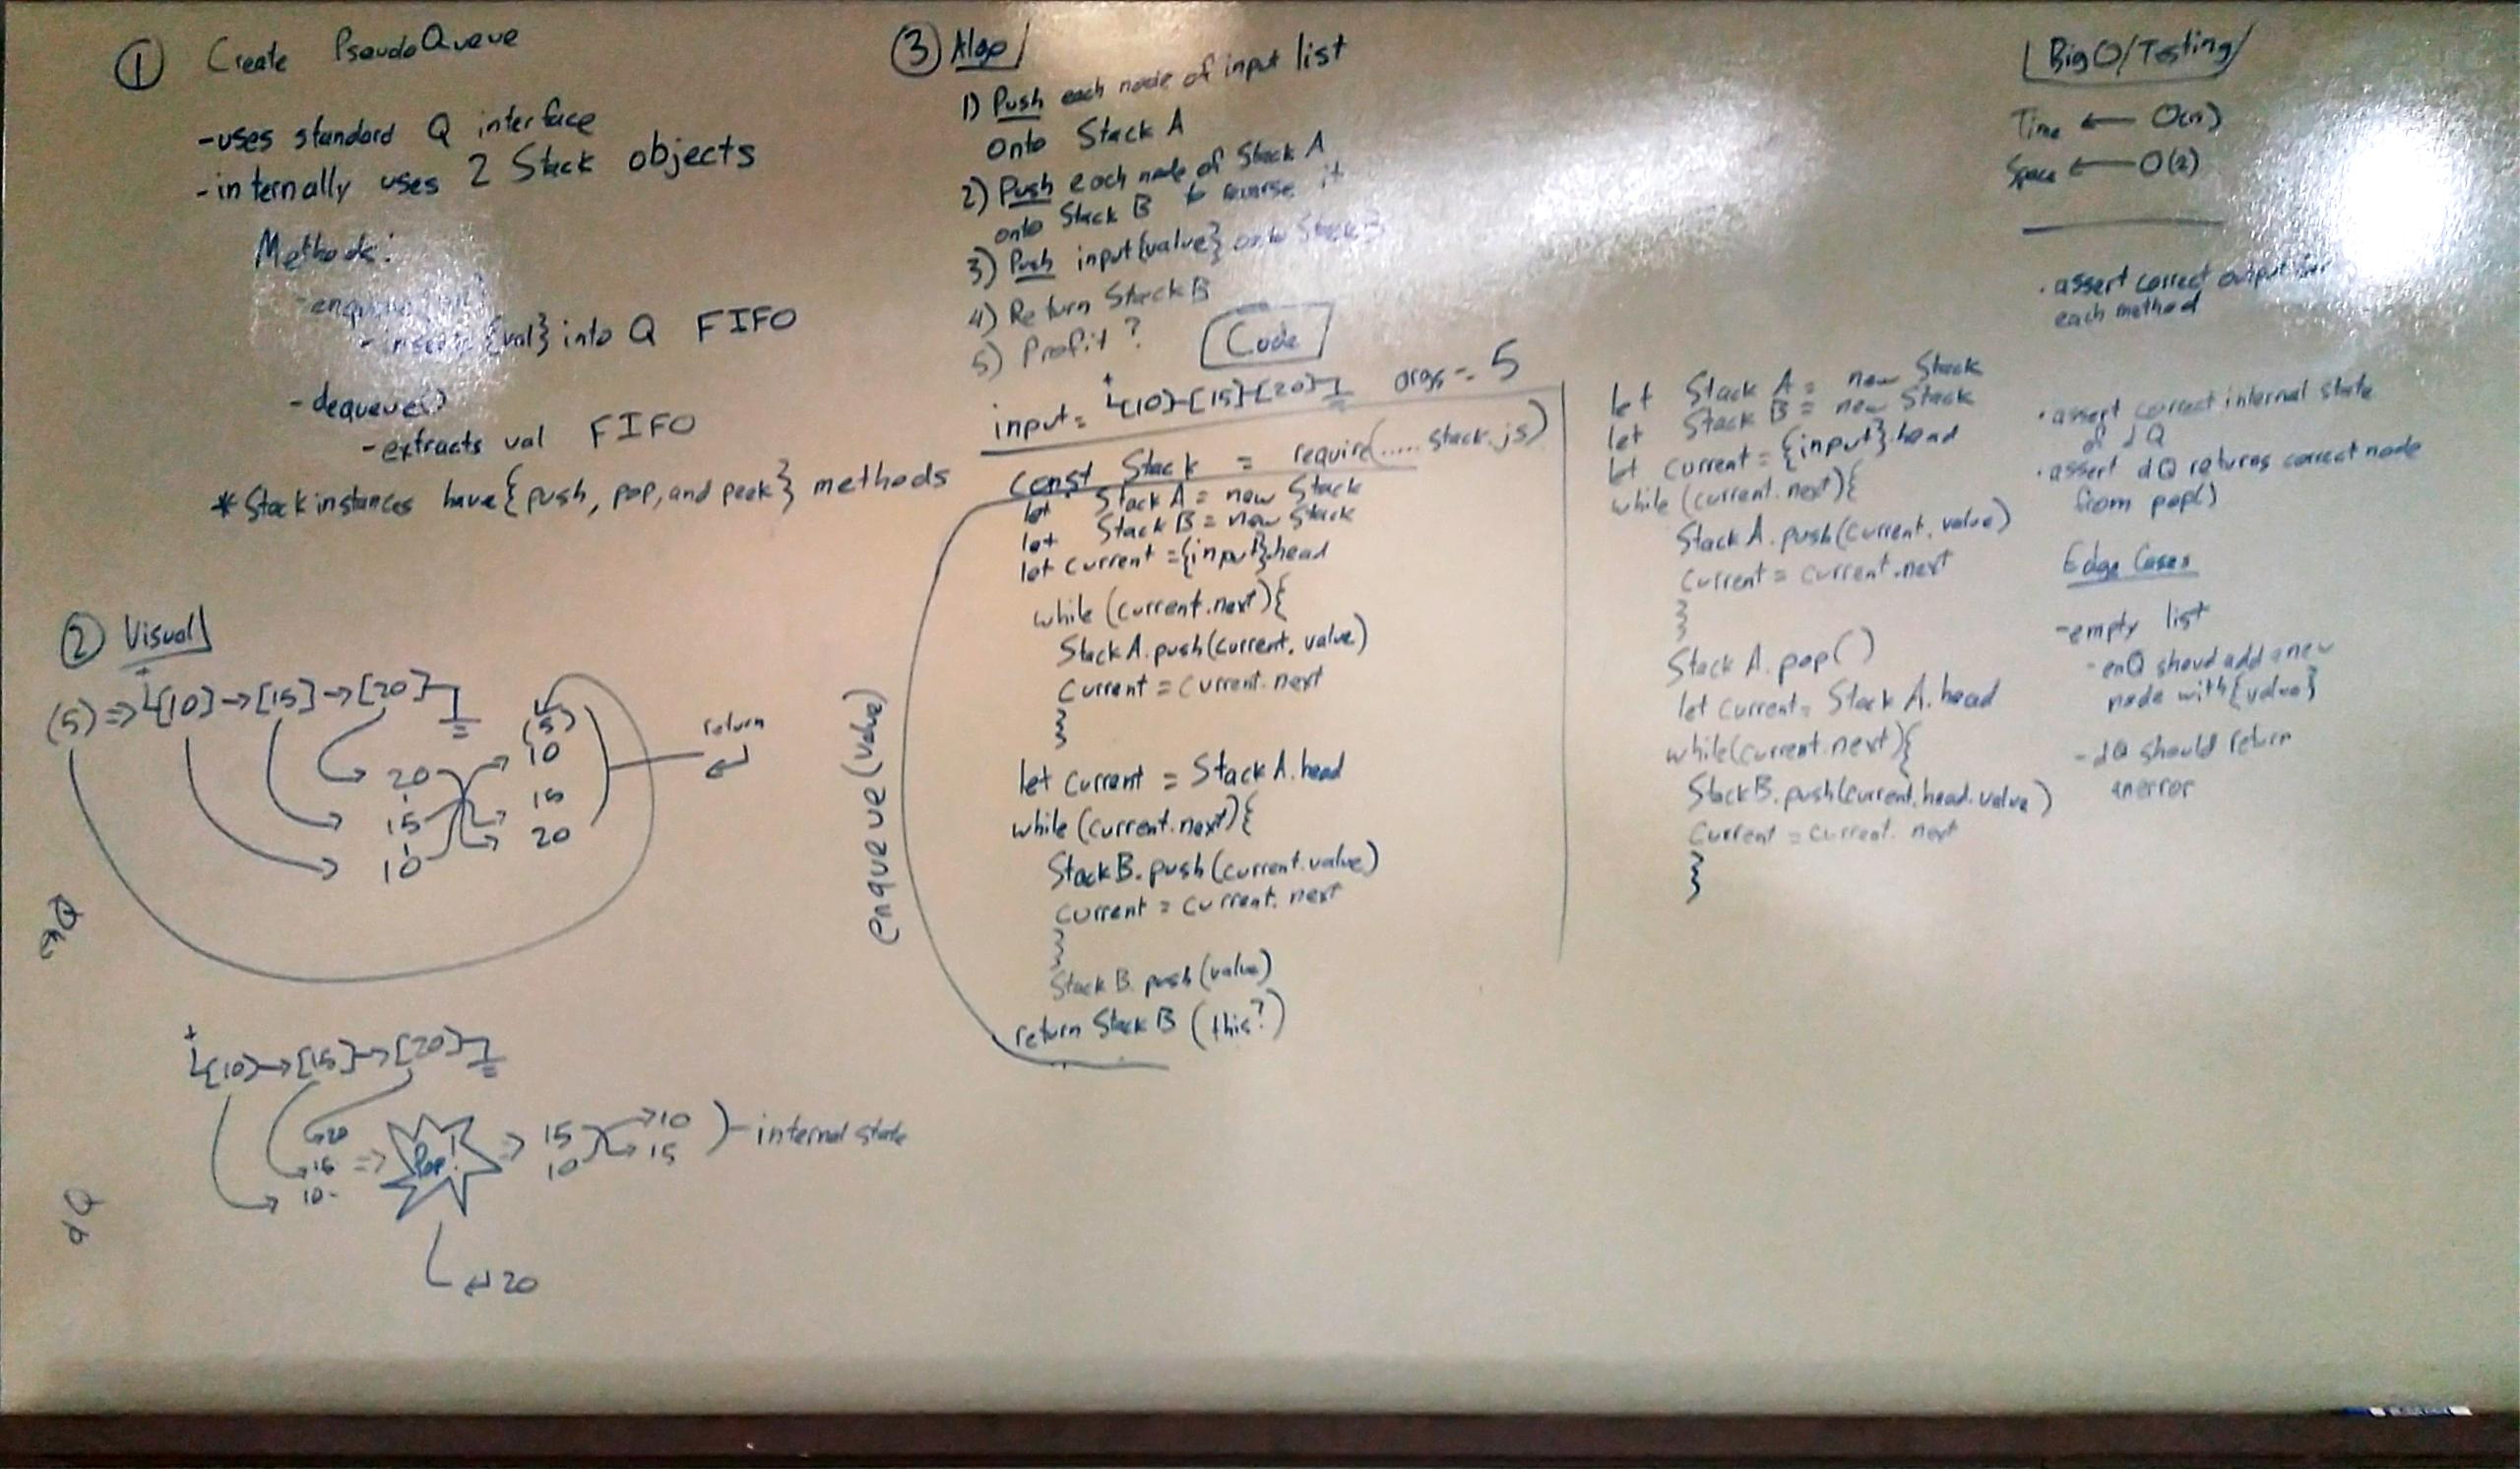 ① Create PseudoQueue
-uses standard Q interface
-internally uses 2 Stack objects
Methods:
{val} into Q FIFO
-dequeue()
-extracts val FIFO
* Stack instances have {push, pop, and peek} methods
② Visual
(5) => [10] -> [15] -> [20]
(5)
20 10
15 15
10 20
return
enQ
[10] -> [15] -> [20]
20
15 => Pop! => 15 10
10 10 15
internal state
20
dQ
③ Algo
1) Push each node of input list
onto Stack A
2) Push each node of Stack A
onto Stack B to reverse it
3) Push input{value} onto Stack B
4) Return Stack B
5) Profit?
Code
input = [10]-[15]-[20] args = 5
const Stack = require(..... stack.js)
let Stack A = new Stack
let Stack B = new Stack
let current = {input}.head
while (current.next){
Stack A.push(current.value)
current = current.next
}
let current = Stack A.head
while (current.next){
Stack B.push(current.value)
current = current.next
}
Stack B.push(value)
return Stack B (this?)
enqueue(value)
let Stack A = new Stack
let Stack B = new Stack
let current = {input}.head
while (current.next){
Stack A.push(current.value)
current = current.next
}
Stack A.pop()
let current = Stack A.head
while(current.next){
Stack B.push(current.head.value)
current = current.next
}
Big O/Testing
Time <- O(n)
Space <- O(2)
· assert correct output for
each method
· assert correct internal state
of dQ
· assert dQ returns correct node
from pop()
Edge Cases
-empty list
- enQ shoud add a new
node with {value}
- dQ should return
an error